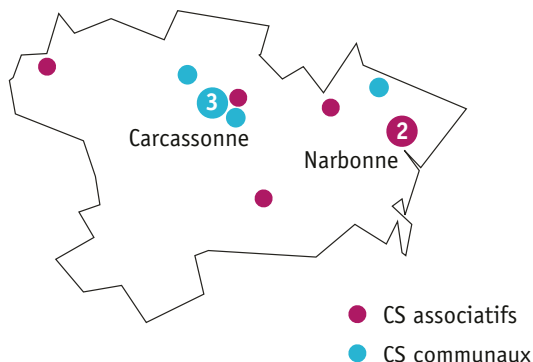 3
Carcassonne
2
Narbonne
CS associatifs
CS communaux